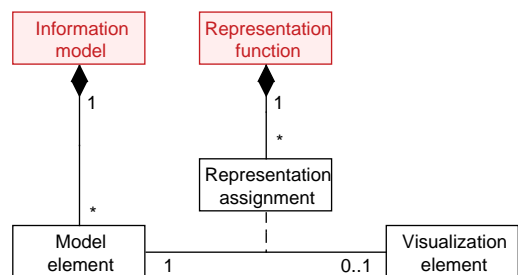 Information
model
Representation
function
1
1
*
Representation
assignment
*
Model
element
1
0..1
Visualization
element